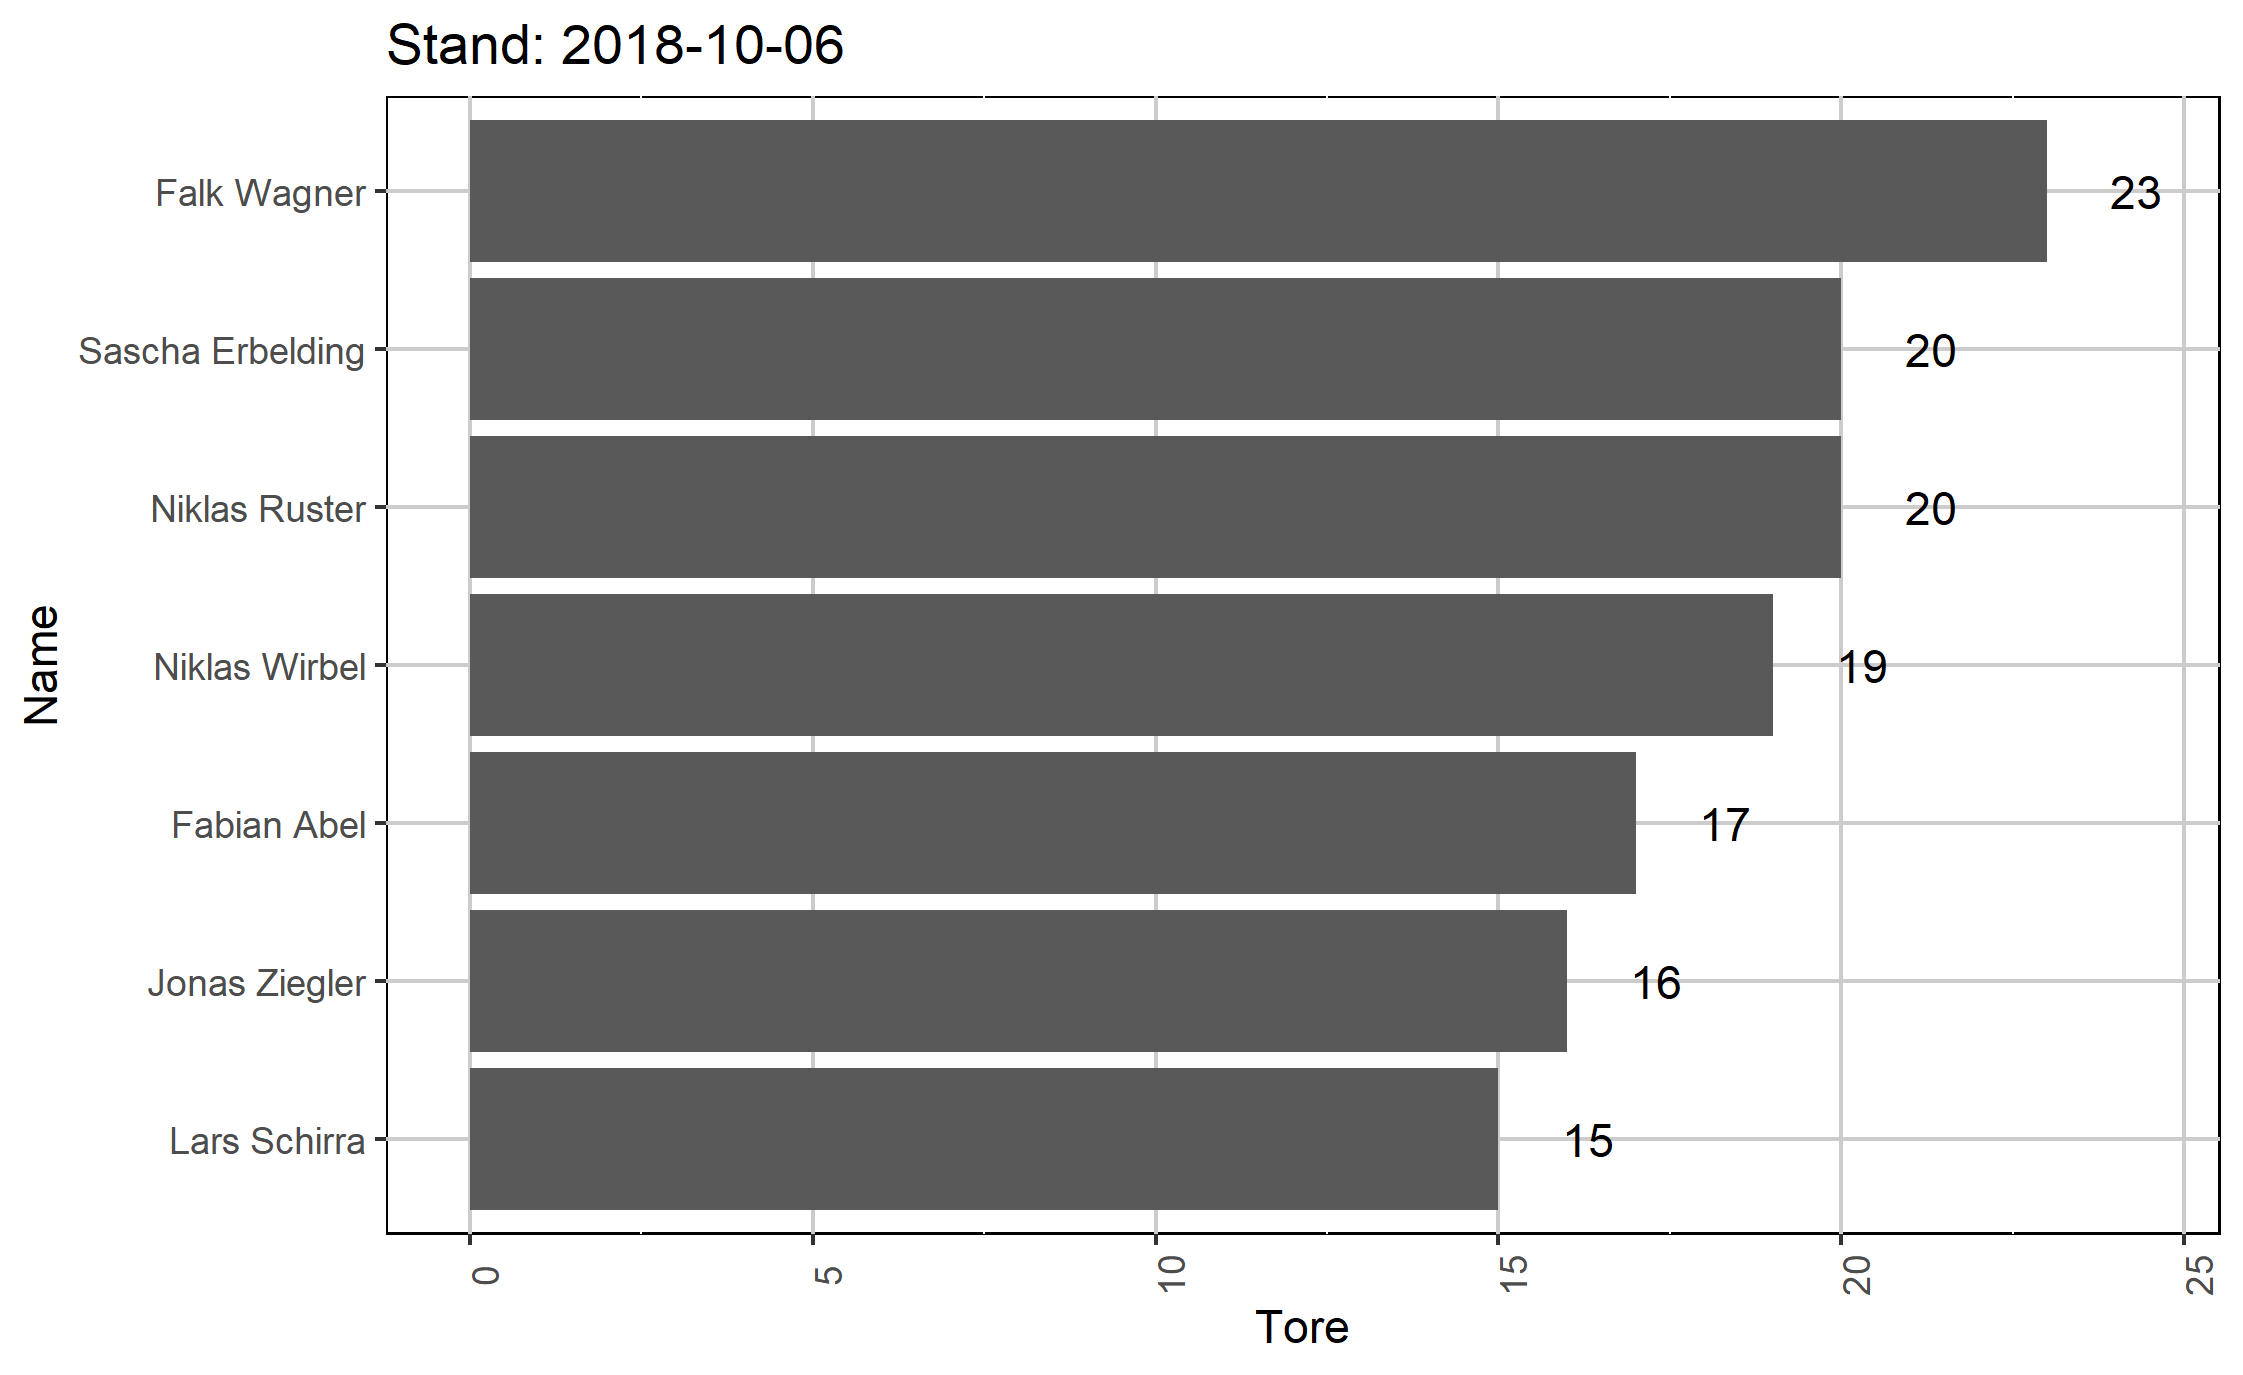 Stand: 2018-10-06
Name
Falk Wagner 23
Sascha Erbelding 20
Niklas Ruster 20
Niklas Wirbel 19
Fabian Abel 17
Jonas Ziegler 16
Lars Schirra 15
0 5 10 15 20 25
Tore